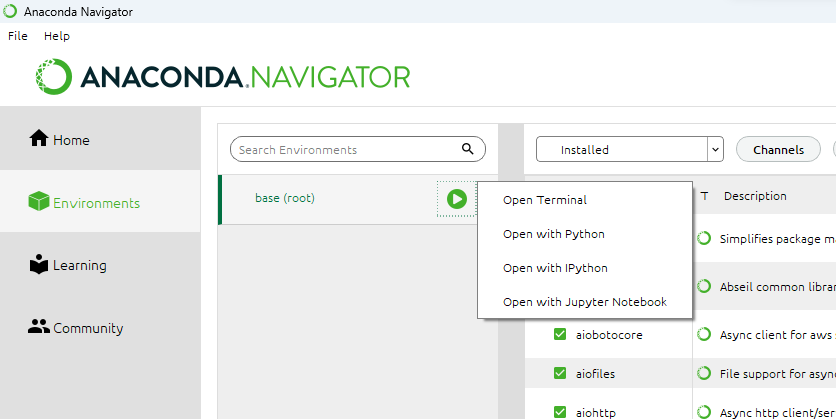 Anaconda Navigator
File Help
ANACONDA.NAVIGATOR
Home
Environments
Learning
Community
Search Environments
base (root)
Open Terminal
Open with Python
Open with IPython
Open with Jupyter Notebook
Installed
Channels
T Description
Simplifies package ma
Abseil common librar
aiobotocore Async client for aws s
aiofiles File support for async
aiohttp Async http client/ser